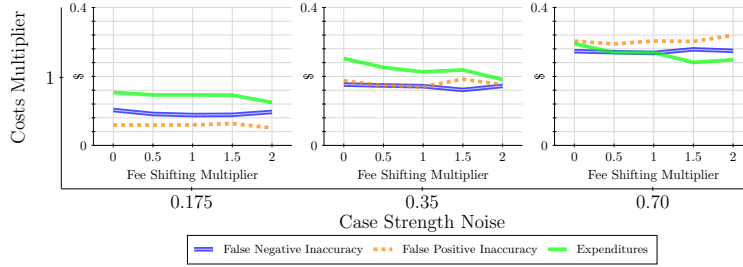 Costs Multiplier
1
0.4
$
0
0 0.5 1 1.5 2
Fee Shifting Multiplier
0.4
$
0
0 0.5 1 1.5 2
Fee Shifting Multiplier
0.4
$
0
0 0.5 1 1.5 2
Fee Shifting Multiplier
0.175 0.35 0.70
Case Strength Noise
False Negative Inaccuracy False Positive Inaccuracy Expenditures